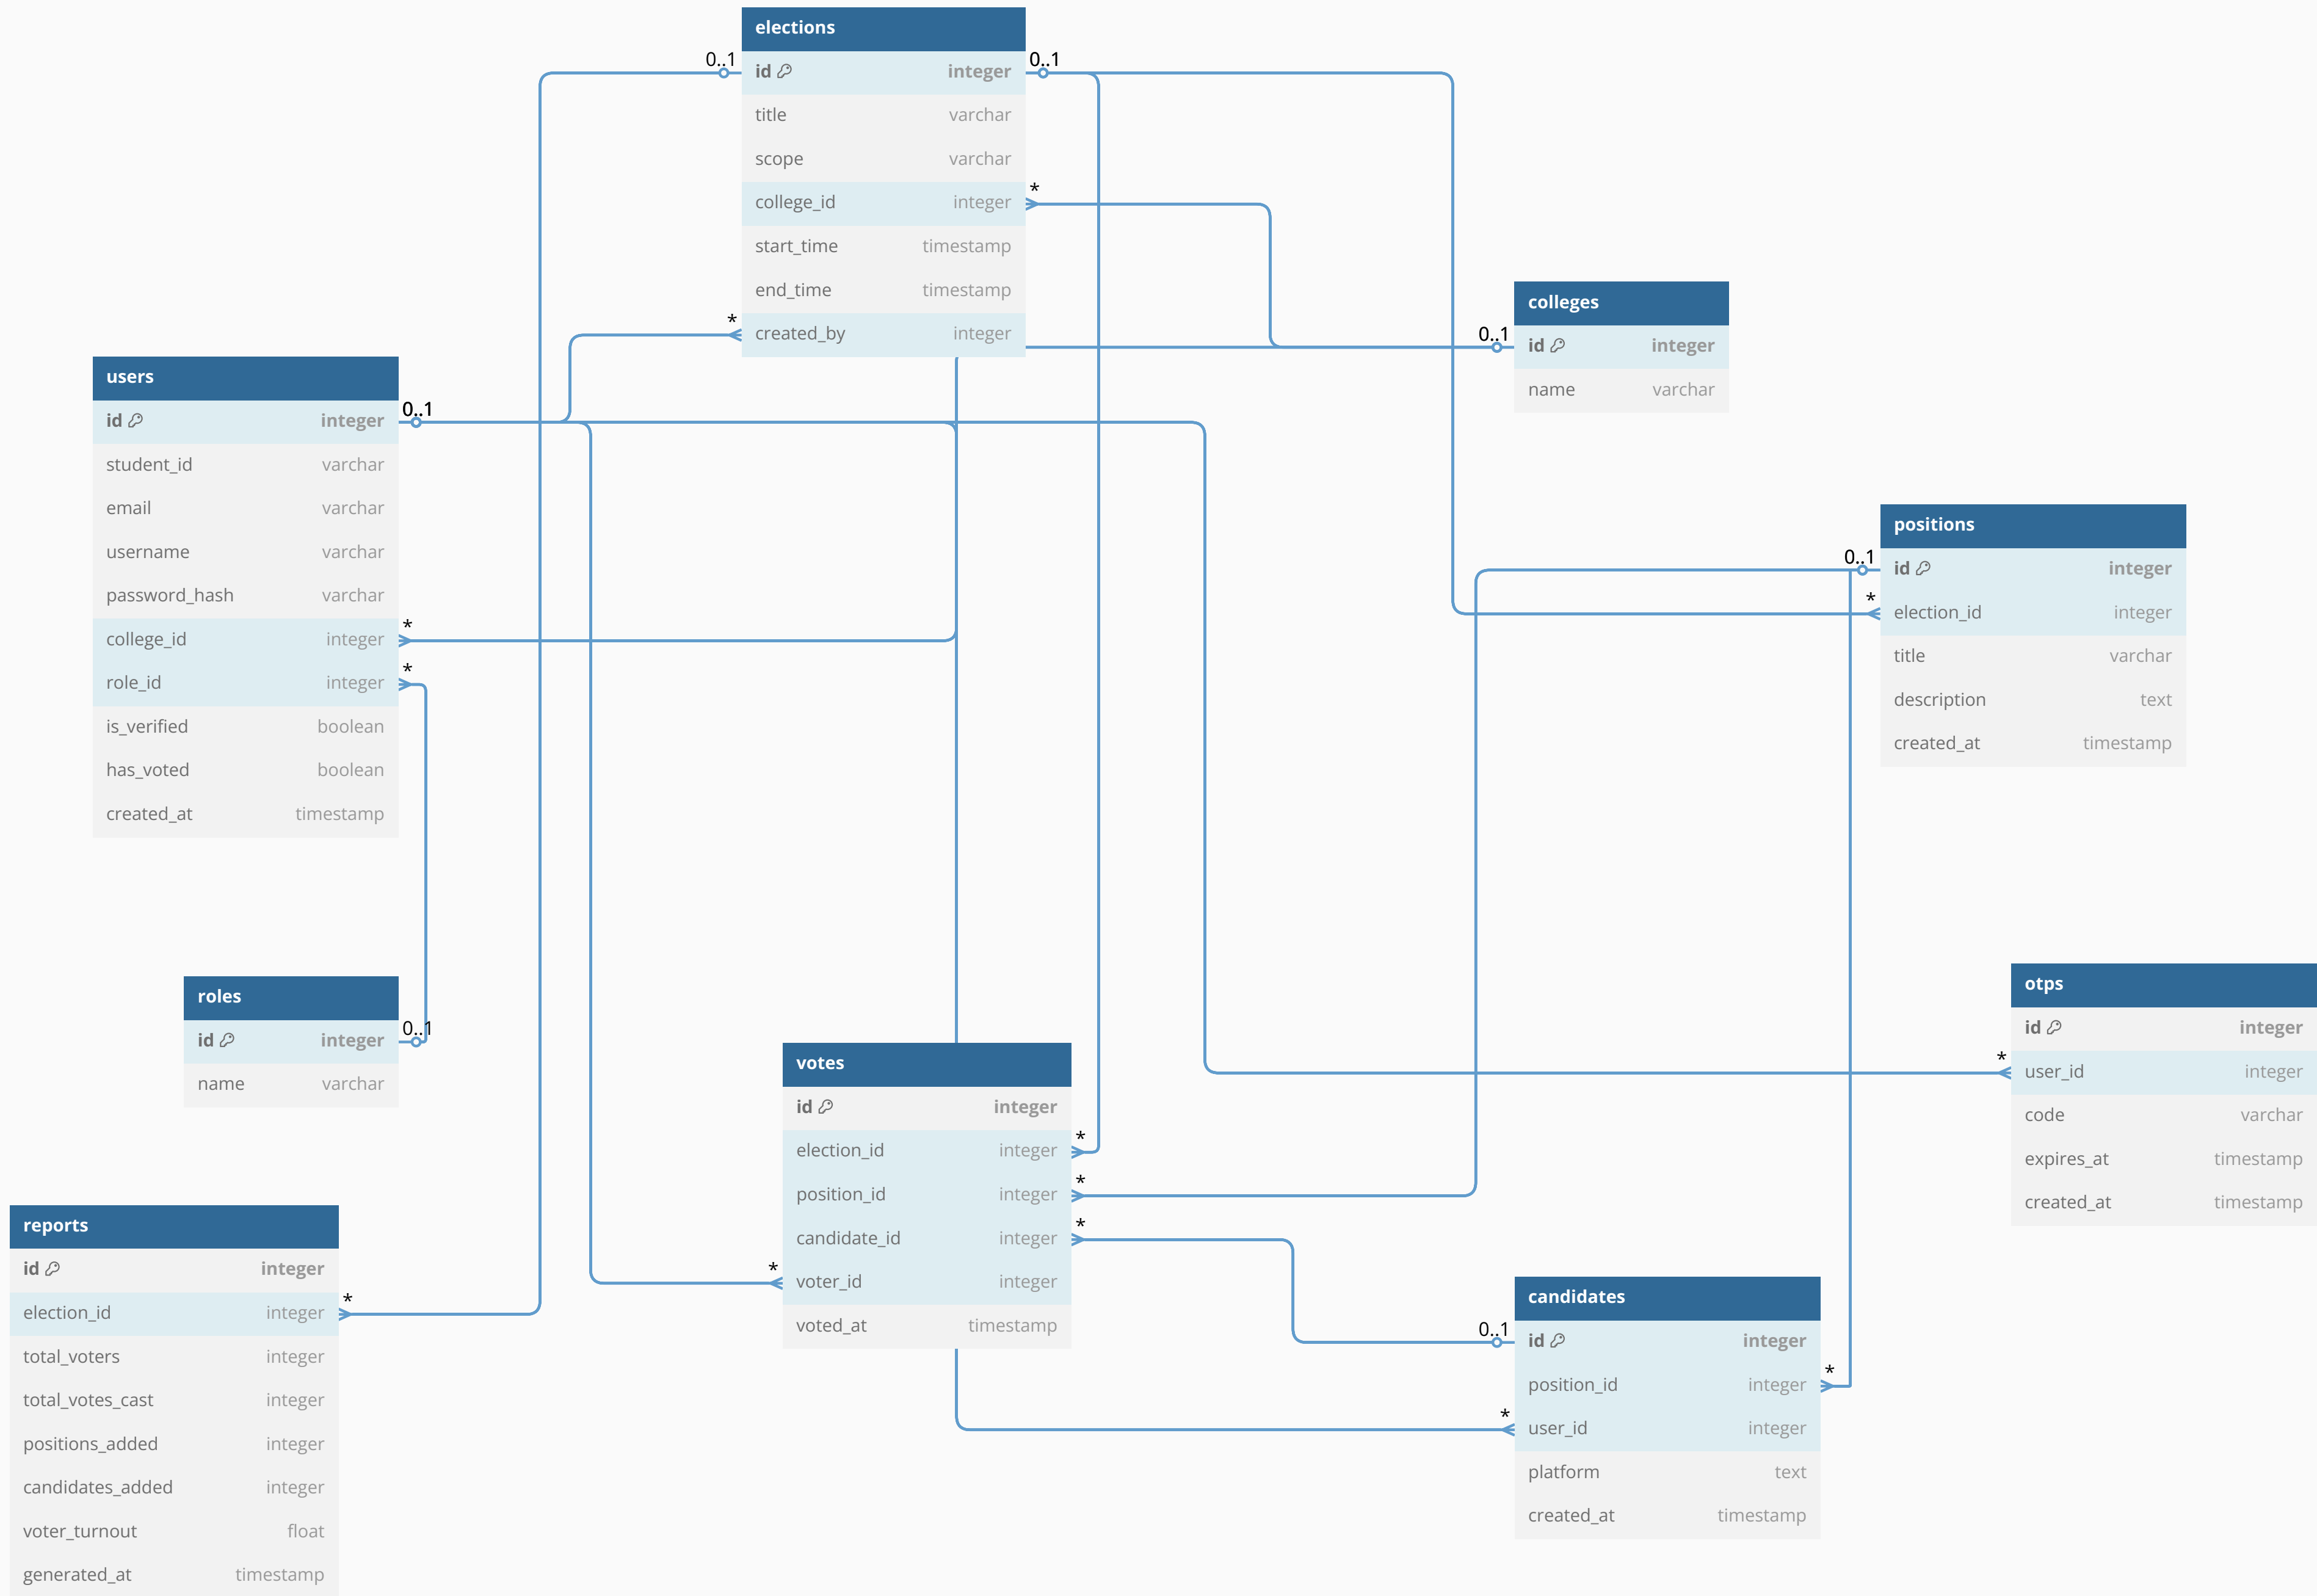 elections
0..1
id integer
0..1
title varchar
scope varchar
*
college_id integer
start_time timestamp
end_time timestamp
*
created_by integer
colleges
0..1
id integer
name varchar
users
0..1
id integer
student_id varchar
email varchar
username varchar
password_hash varchar
*
college_id integer
*
role_id integer
is_verified boolean
has_voted boolean
created_at timestamp
positions
0..1
id integer
*
election_id integer
title varchar
description text
created_at timestamp
roles
0..1
id integer
name varchar
otps
id integer
*
user_id integer
code varchar
expires_at timestamp
created_at timestamp
votes
id integer
*
election_id integer
*
position_id integer
*
candidate_id integer
*
voter_id integer
voted_at timestamp
reports
id integer
*
election_id integer
total_voters integer
total_votes_cast integer
positions_added integer
candidates_added integer
voter_turnout float
generated_at timestamp
candidates
0..1
id integer
*
position_id integer
*
user_id integer
platform text
created_at timestamp